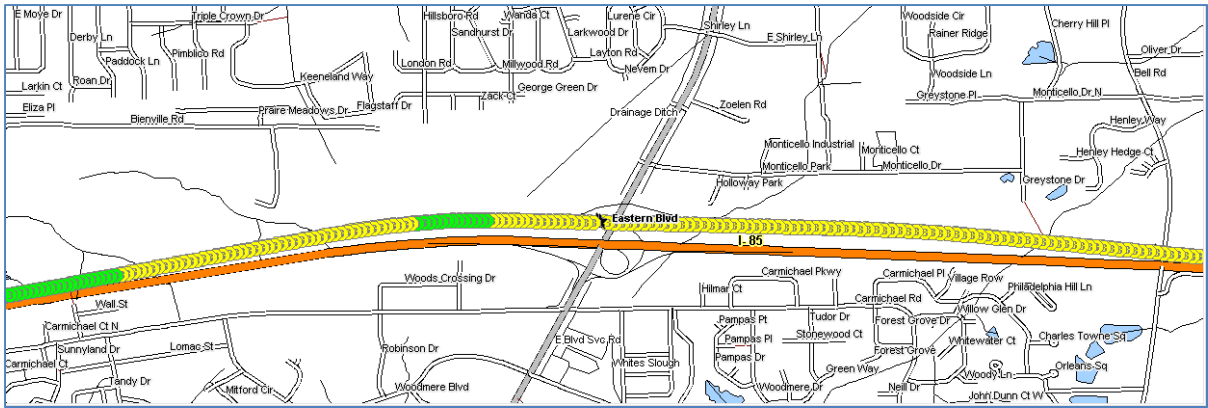 E Move Dr
Triple Crown Dr
Hillsboro Rd
Wanda Ct
Lurene Cir
Shirley Ln
Woodside Cir
Cherry Hill Pl
Derby Ln
Sandhurst Dr
Larkwood Dr
E Shirley Ln
Rainer Ridge
Pimblico Rd
Layton Rd
Oliver Dr
Paddock Ln
London Rd
Millwood Rd
Nevern Dr
Roan Dr
Keeneland Way
Woodside Ln
Bell Rd
Larkin Ct
George Green Dr
Zack Ct
Greystone Pl
Monticello Dr N
Eliza Pl
Praire Meadows Dr
Flagstaff Dr
Zoelen Rd
Bienville Rd
Drainage Ditch
Henley Way
Monticello Industrial
Monticello Ct
Henley Hedge Ct
Monticello Park
Monticello Dr
Holloway Park
Greystone Dr
Eastern Blvd
I- 85
Woods Crossing Dr
Carmichael Pkwy
Carmichael Pl
Village Row
Hilmar Ct
Philadelphia Hill Ln
Wall St
Carmichael Rd
Willow Glen Dr
Carmichael Ct N
Pampas Pt
Tudor Dr
Forest Grove Dr
Sunnyland Dr
Lomac St
Robinson Dr
E Blvd Svc Rd
Pampas Pl
Stonewood Ct
Whitewater Ct
Charles Towne Sq
Carmichael Ct
Whites Slough
Pampas Dr
Forest Grove
Orleans Sq
Tandy Dr
Mitford Cir
Woodmere Blvd
Woodmere Dr
Green Way
Neill Dr
Woody Ln
John Dunn Ct W